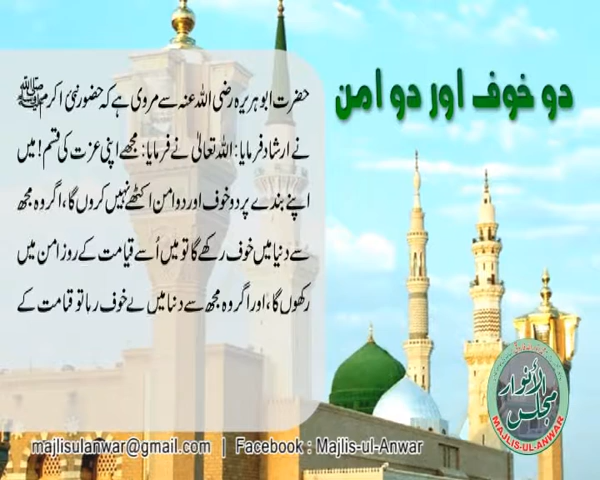 دو خوف اور دو امن
حضرت ابوہریرہ رضی اللہ عنہ سے مروی ہے کہ حضور نبیٔ اکرم ﷺ
نے ارشاد فرمایا: اللہ تعالیٰ نے فرمایا: مجھے اپنی عزت کی قسم! میں
اپنے بندے پر دو خوف اور دو امن اکٹھے نہیں کروں گا، اگر وہ مجھ
سے دنیا میں خوف رکھے گا تو میں اُسے قیامت کے روز امن میں
رکھوں گا، اور اگر وہ مجھ سے دنیا میں بے خوف رہا تو قیامت کے
مجلس الأنوار
MAJLIS-UL-ANWAR
majlisulanwar@gmail.com | Facebook : Majlis-ul-Anwar